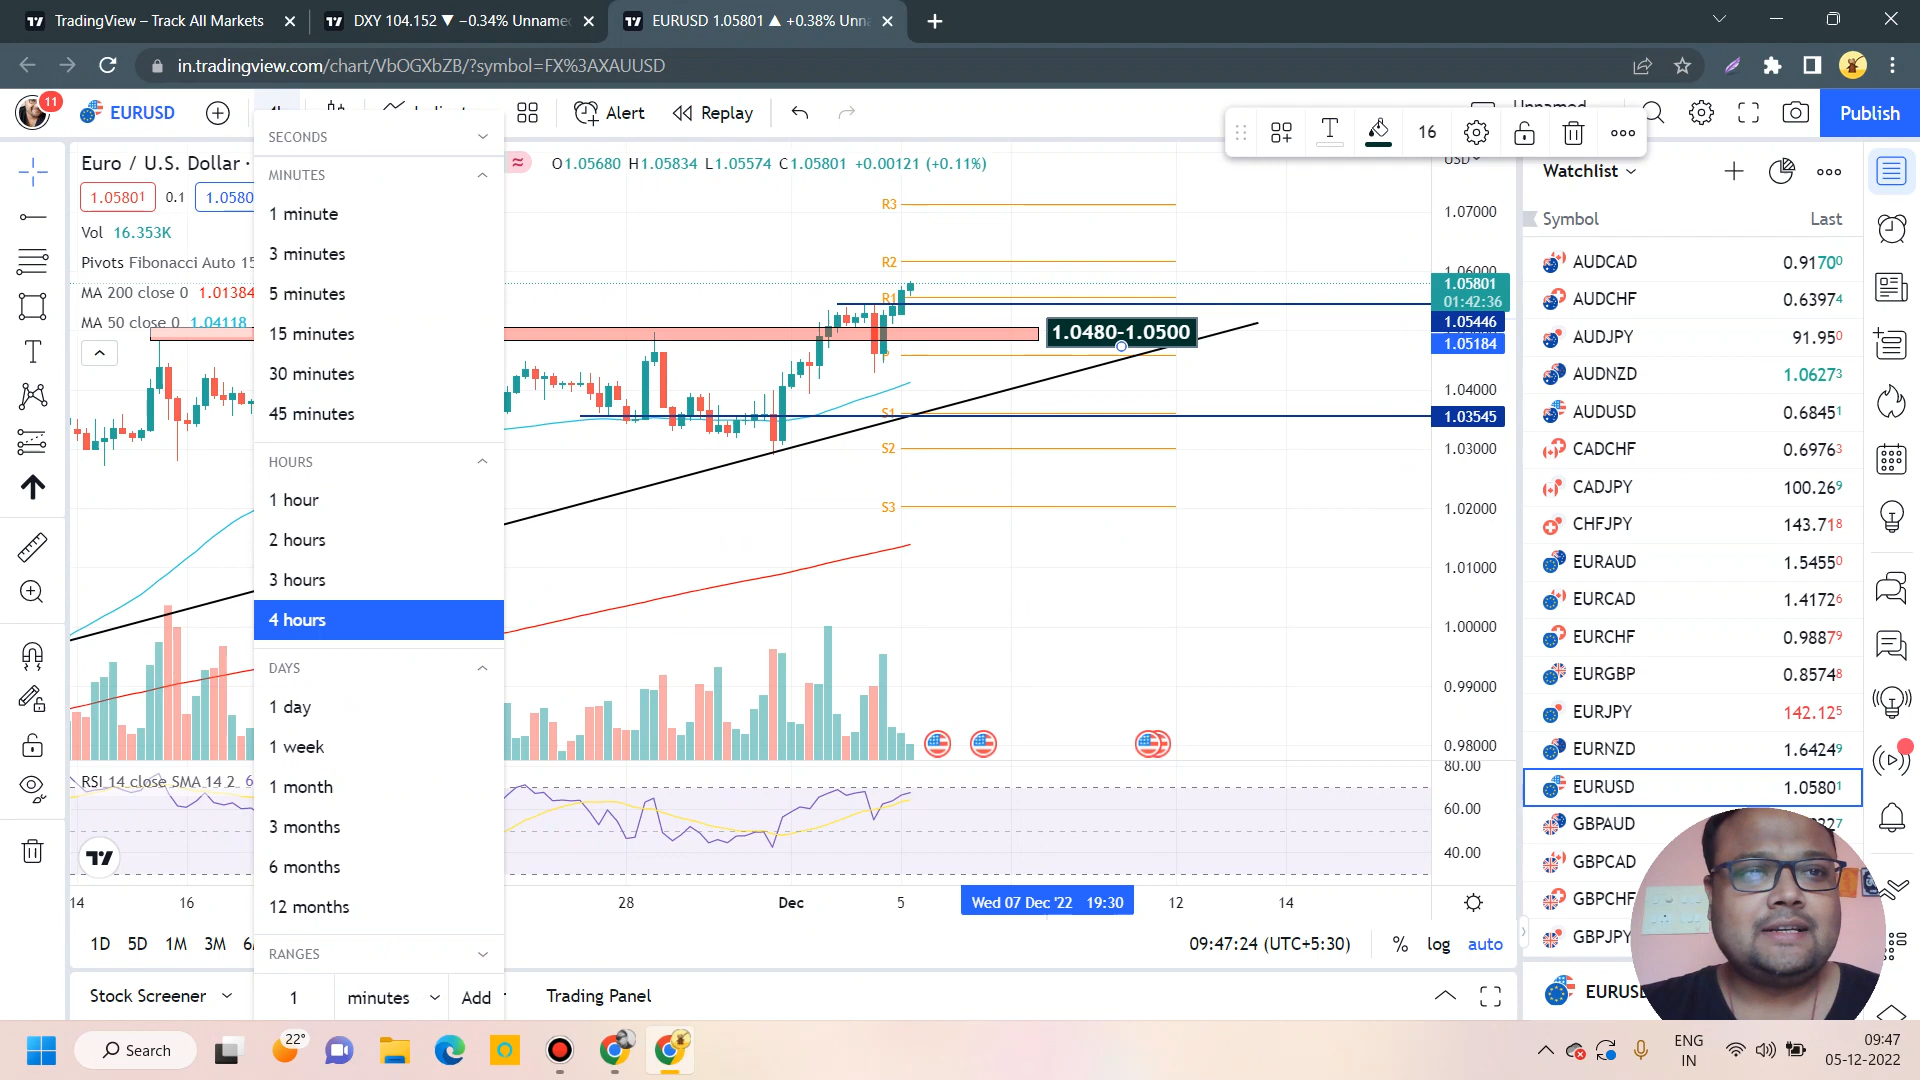 TradingView – Track All Markets
DXY 104.152 ▼ −0.34% Unname
EURUSD 1.05801 ▲ +0.38% Unn
in.tradingview.com/chart/VbOGXbZB/?symbol=FX%3AXAUUSD
11
EURUSD
Alert
Replay
Unnamed
Publish
16
SECONDS
MINUTES
1 minute
3 minutes
5 minutes
15 minutes
30 minutes
45 minutes
HOURS
1 hour
2 hours
3 hours
4 hours
DAYS
1 day
1 week
1 month
3 months
6 months
12 months
RANGES
1 minutes Add
Euro / U.S. Dollar ·
O1.05680 H1.05834 L1.05574 C1.05801 +0.00121 (+0.11%)
1.05801 0.1 1.0580
Vol 16.353K
Pivots Fibonacci Auto 15
MA 200 close 0 1.01384
MA 50 close 0 1.04118
R3
R2
R1
P
S1
S2
S3
1.0480-1.0500
USD
1.07000
1.06000
1.05801
01:42:36
1.05446
1.05184
1.04000
1.03545
1.03000
1.02000
1.01000
1.00000
0.99000
0.98000
RSI 14 close SMA 14 2 6
80.00
60.00
40.00
14 16 28 Dec 5 Wed 07 Dec '22 19:30 12 14
1D 5D 1M 3M 6M
09:47:24 (UTC+5:30) % log auto
Stock Screener
Trading Panel
Watchlist
Symbol Last
AUDCAD 0.91700
AUDCHF 0.63974
AUDJPY 91.950
AUDNZD 1.06273
AUDUSD 0.68451
CADCHF 0.69763
CADJPY 100.269
CHFJPY 143.718
EURAUD 1.54550
EURCAD 1.41726
EURCHF 0.98879
EURGBP 0.85748
EURJPY 142.125
EURNZD 1.64249
EURUSD 1.05801
GBPAUD
GBPCAD
GBPCHF
GBPJPY
EURUS
Search
22°
ENG
IN
09:47
05-12-2022